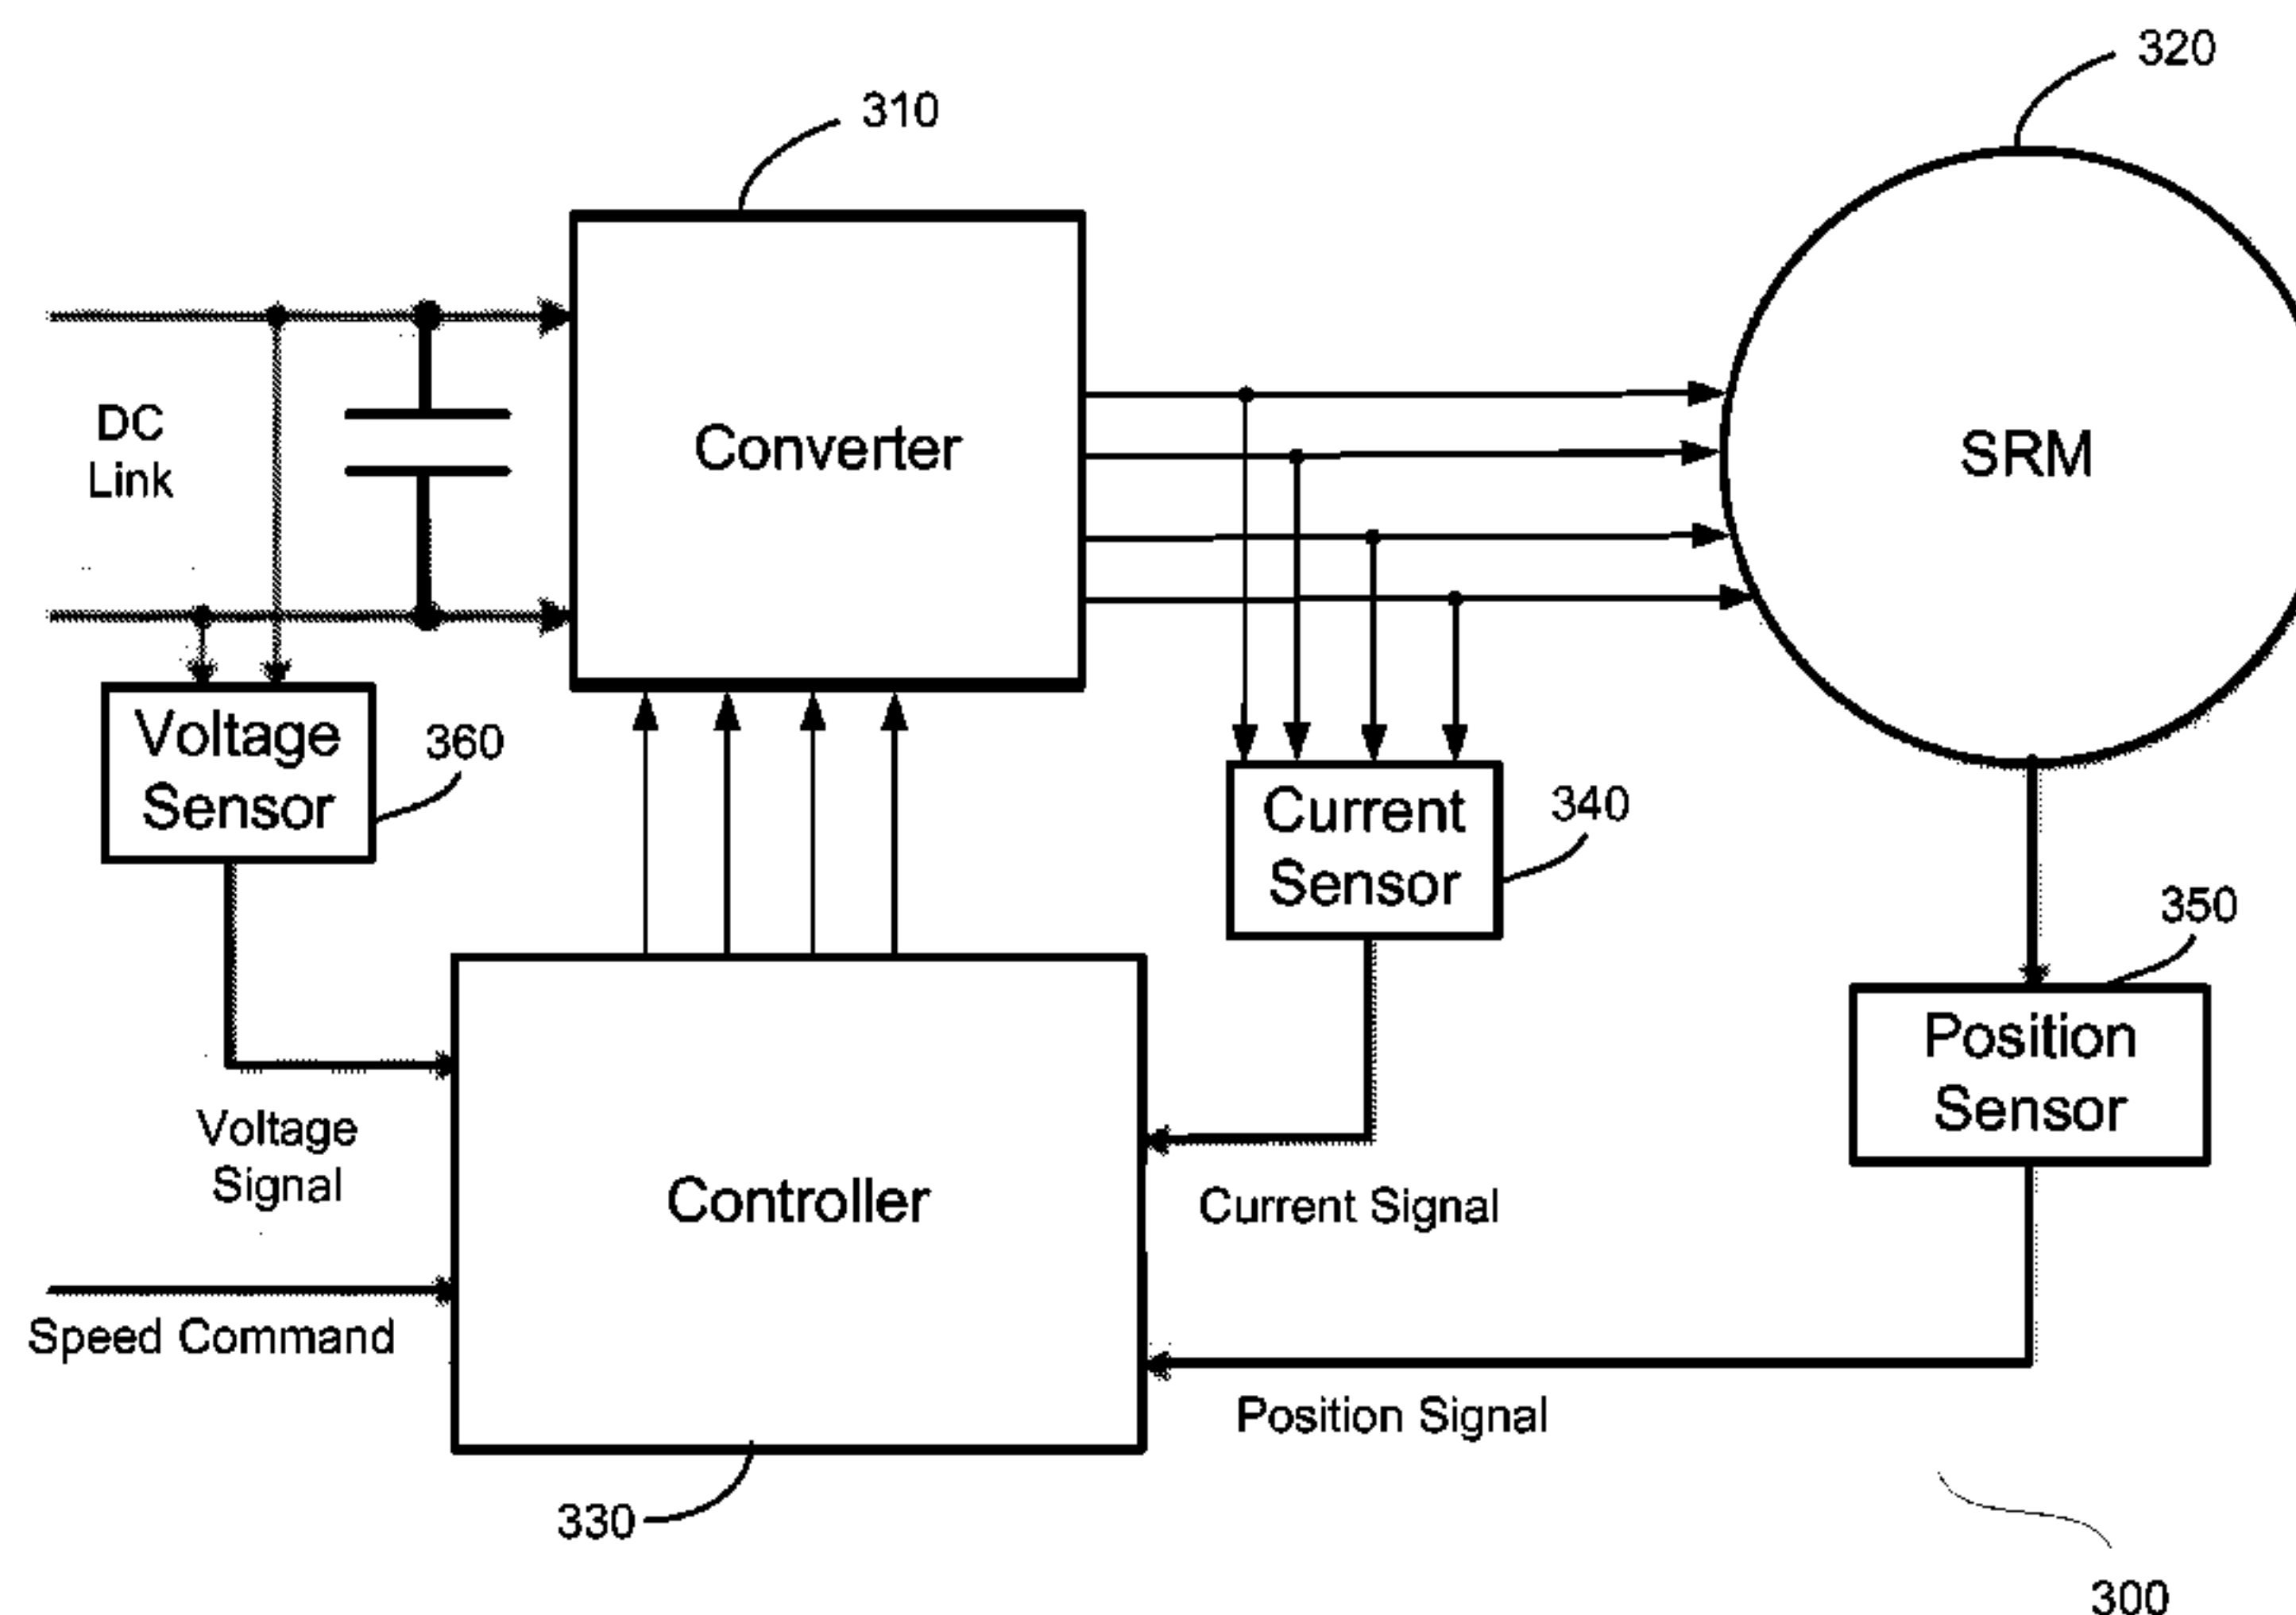 320
310
DC
Link
Converter
SRM
Voltage
Sensor
360
Current
Sensor
340
350
Position
Sensor
Voltage
Signal
Controller
Current Signal
Speed Command
Position Signal
330
300